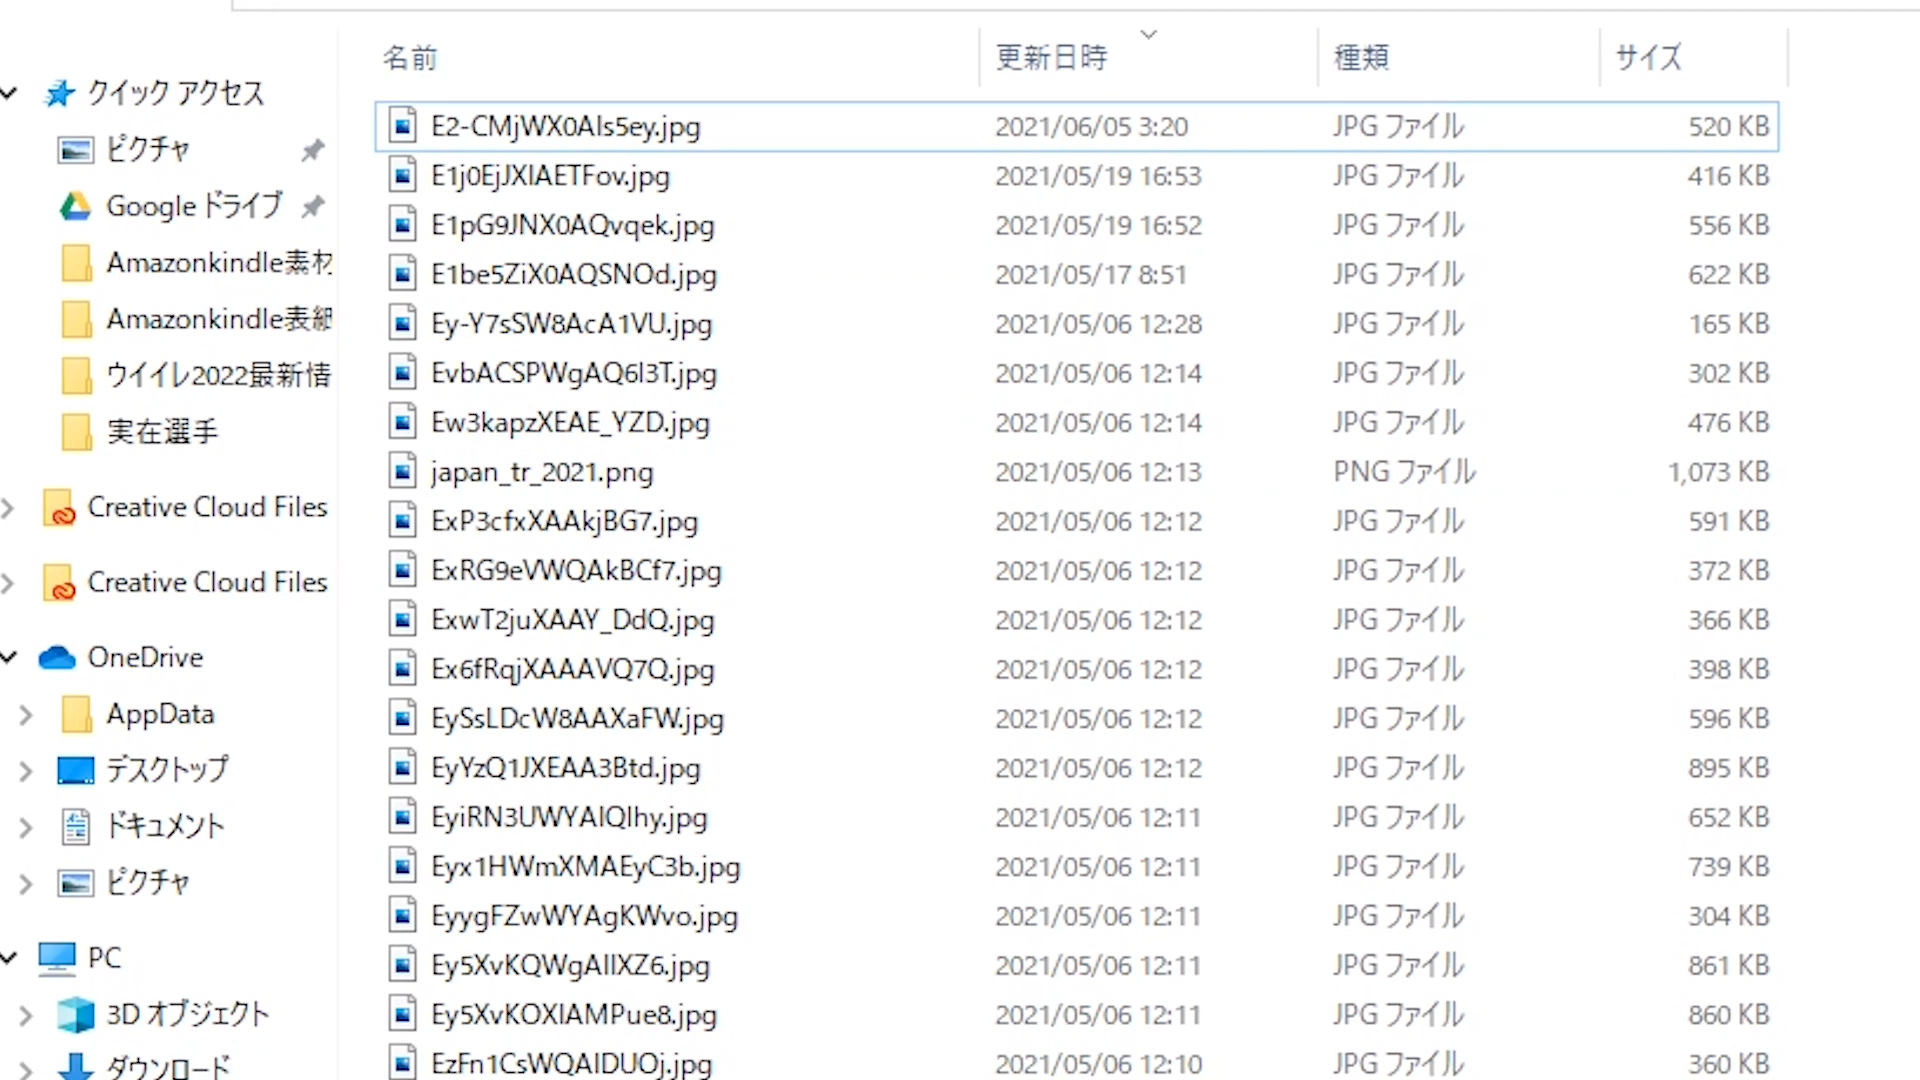 名前 更新日時 種類 サイズ
クイック アクセス
ピクチャ
Google ドライブ
Amazonkindle素材
Amazonkindle表紙
ウイイレ2022最新情
実在選手
Creative Cloud Files
Creative Cloud Files
OneDrive
AppData
デスクトップ
ドキュメント
ピクチャ
PC
3D オブジェクト
ダウンロード
E2-CMjWX0AIs5ey.jpg 2021/06/05 3:20 JPG ファイル 520 KB
E1j0EjJXIAETFov.jpg 2021/05/19 16:53 JPG ファイル 416 KB
E1pG9JNX0AQvqek.jpg 2021/05/19 16:52 JPG ファイル 556 KB
E1be5ZiX0AQSNOd.jpg 2021/05/17 8:51 JPG ファイル 622 KB
Ey-Y7sSW8AcA1VU.jpg 2021/05/06 12:28 JPG ファイル 165 KB
EvbACSPWgAQ6l3T.jpg 2021/05/06 12:14 JPG ファイル 302 KB
Ew3kapzXEAE_YZD.jpg 2021/05/06 12:14 JPG ファイル 476 KB
japan_tr_2021.png 2021/05/06 12:13 PNG ファイル 1,073 KB
ExP3cfxXAAkjBG7.jpg 2021/05/06 12:12 JPG ファイル 591 KB
ExRG9eVWQAkBCf7.jpg 2021/05/06 12:12 JPG ファイル 372 KB
ExwT2juXAAY_DdQ.jpg 2021/05/06 12:12 JPG ファイル 366 KB
Ex6fRqjXAAAVQ7Q.jpg 2021/05/06 12:12 JPG ファイル 398 KB
EySsLDcW8AAXaFW.jpg 2021/05/06 12:12 JPG ファイル 596 KB
EyYzQ1JXEAA3Btd.jpg 2021/05/06 12:12 JPG ファイル 895 KB
EyiRN3UWYAIQIhy.jpg 2021/05/06 12:11 JPG ファイル 652 KB
Eyx1HWmXMAEyC3b.jpg 2021/05/06 12:11 JPG ファイル 739 KB
EyygFZwWYAgKWvo.jpg 2021/05/06 12:11 JPG ファイル 304 KB
Ey5XvKQWgAIIXZ6.jpg 2021/05/06 12:11 JPG ファイル 861 KB
Ey5XvKOXIAMPue8.jpg 2021/05/06 12:11 JPG ファイル 860 KB
EzFn1CsWQAIDUOj.jpg 2021/05/06 12:10 JPG ファイル 360 KB